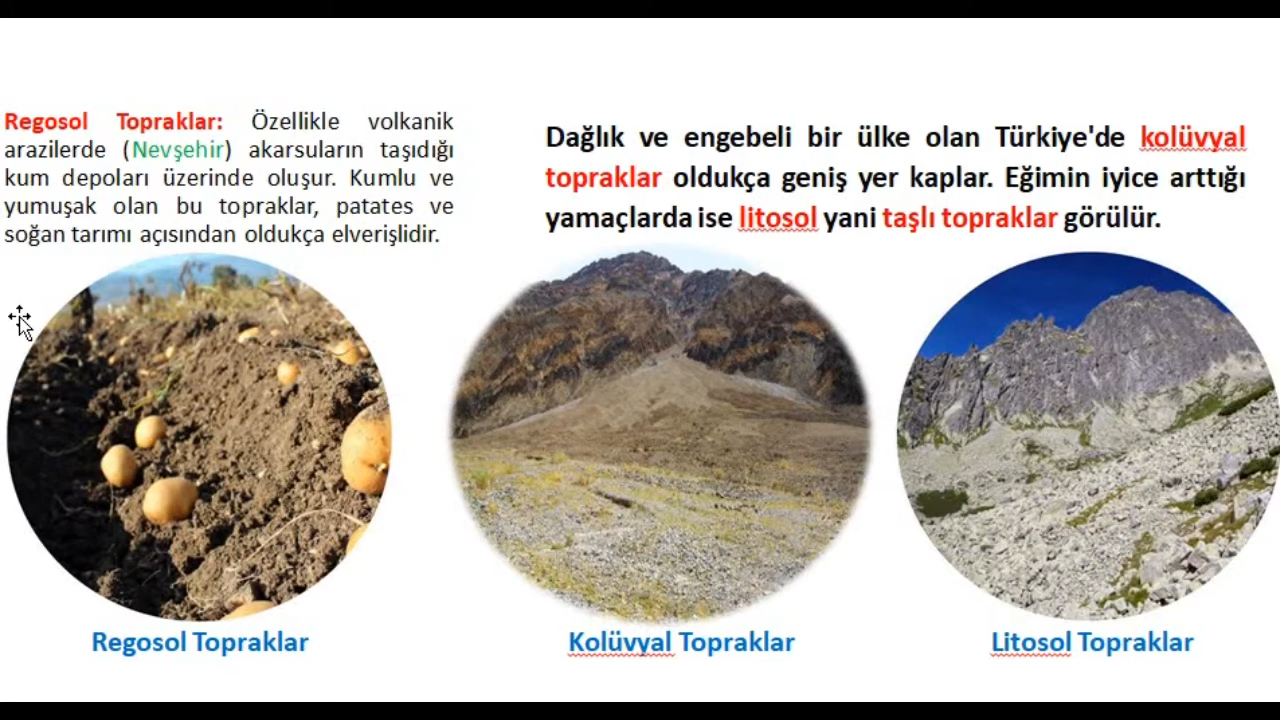 Regosol Topraklar: Özellikle volkanik
arazilerde (Nevşehir) akarsuların taşıdığı
kum depoları üzerinde oluşur. Kumlu ve
yumuşak olan bu topraklar, patates ve
soğan tarımı açısından oldukça elverişlidir.
Dağlık ve engebeli bir ülke olan Türkiye'de kolüvyal
topraklar oldukça geniş yer kaplar. Eğimin iyice arttığı
yamaçlarda ise litosol yani taşlı topraklar görülür.
Regosol Topraklar
Kolüvyal Topraklar
Litosol Topraklar